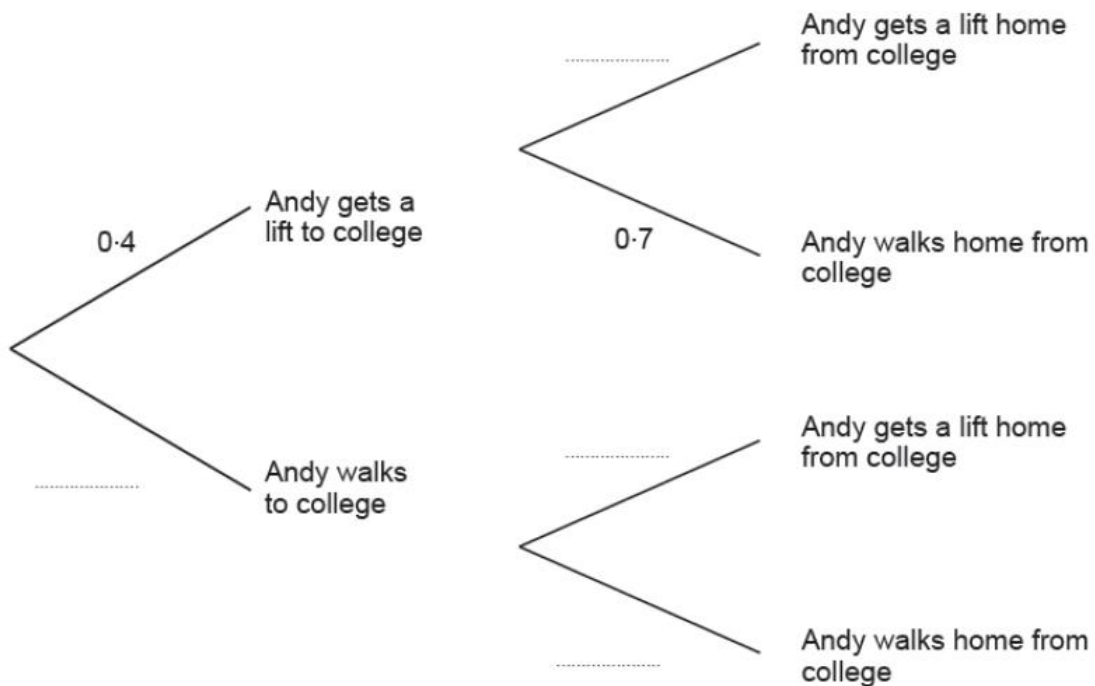 Andy gets a lift home
from college
Andy gets a
lift to college
0·4
0·7
Andy walks home from
college
Andy gets a lift home
from college
Andy walks
to college
Andy walks home from
college